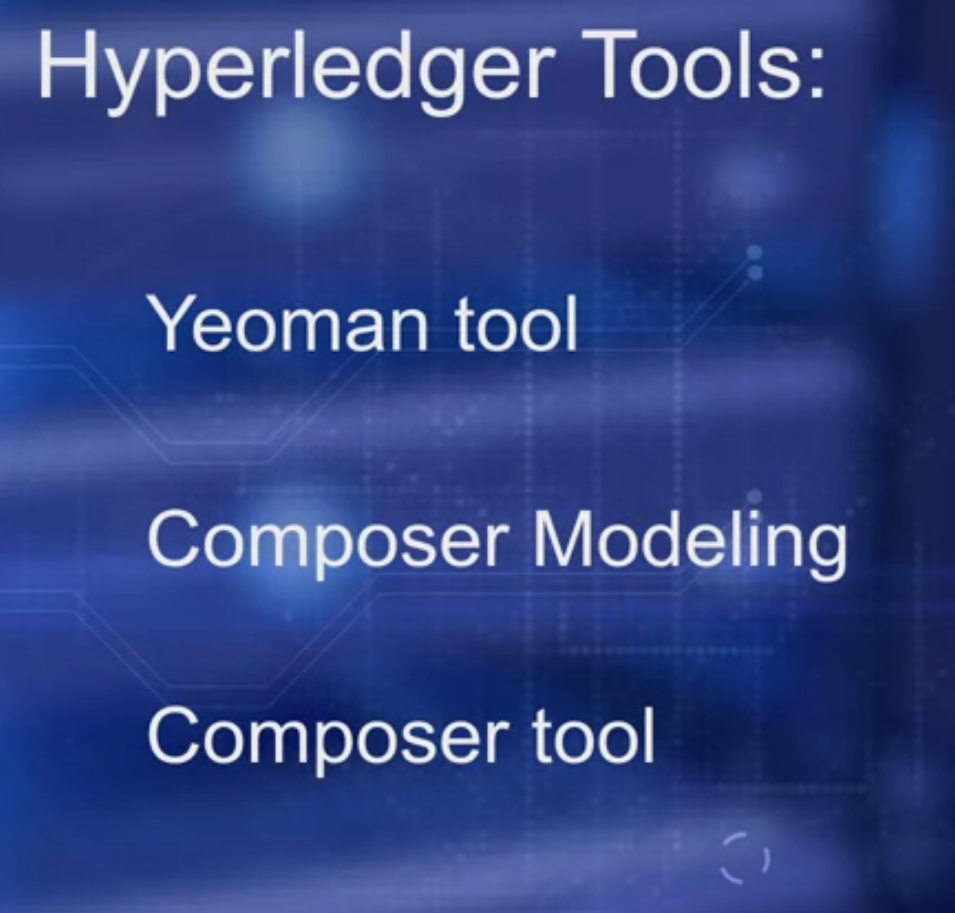 Hyperledger Tools:
Yeoman tool
Composer Modeling
Composer tool